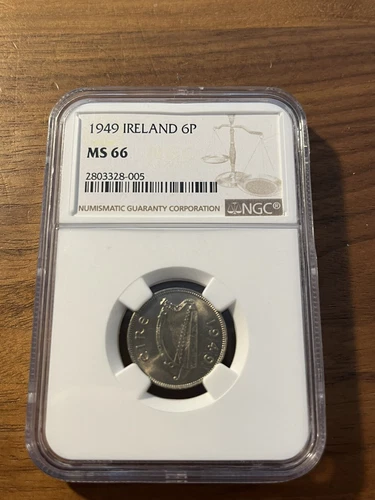 1949 IRELAND 6P
MS 66
2803328-005
NUMISMATIC GUARANTY CORPORATION
NGC®
éIRe 1949